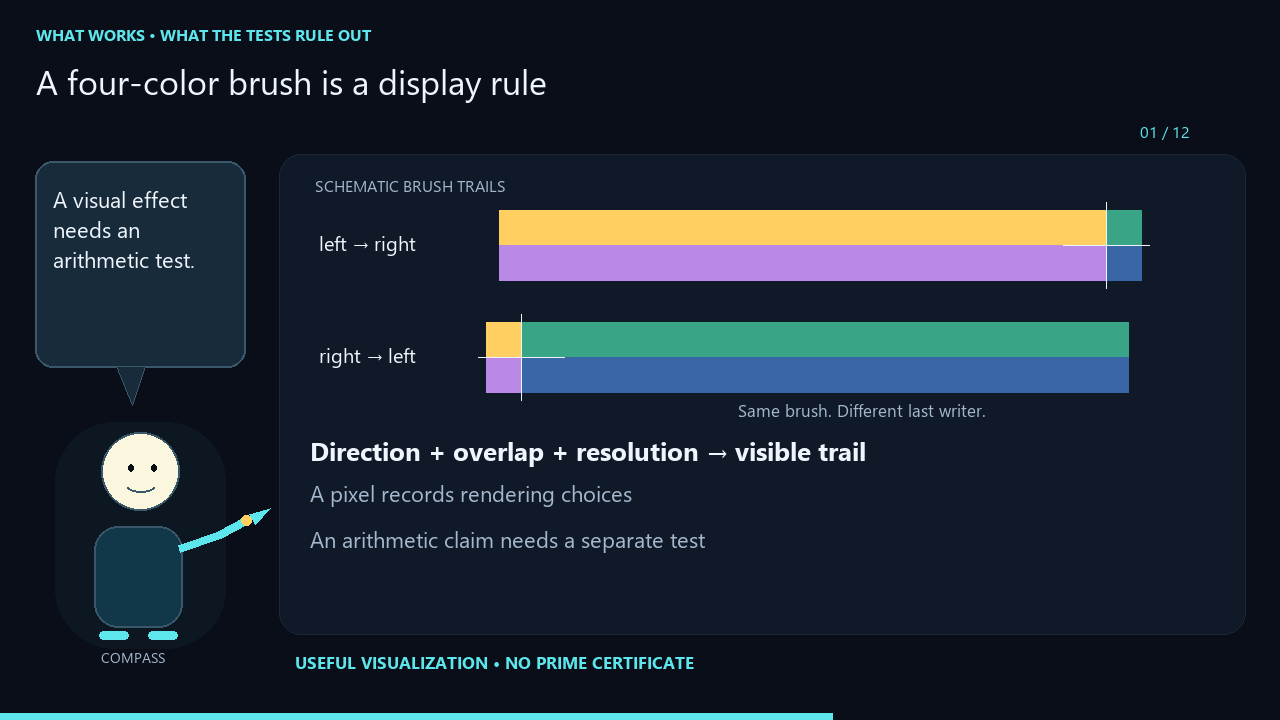 WHAT WORKS • WHAT THE TESTS RULE OUT
A four-color brush is a display rule
01 / 12
A visual effect
needs an
arithmetic test.
SCHEMATIC BRUSH TRAILS
left → right
right → left
Same brush. Different last writer.
Direction + overlap + resolution → visible trail
A pixel records rendering choices
An arithmetic claim needs a separate test
COMPASS
USEFUL VISUALIZATION • NO PRIME CERTIFICATE